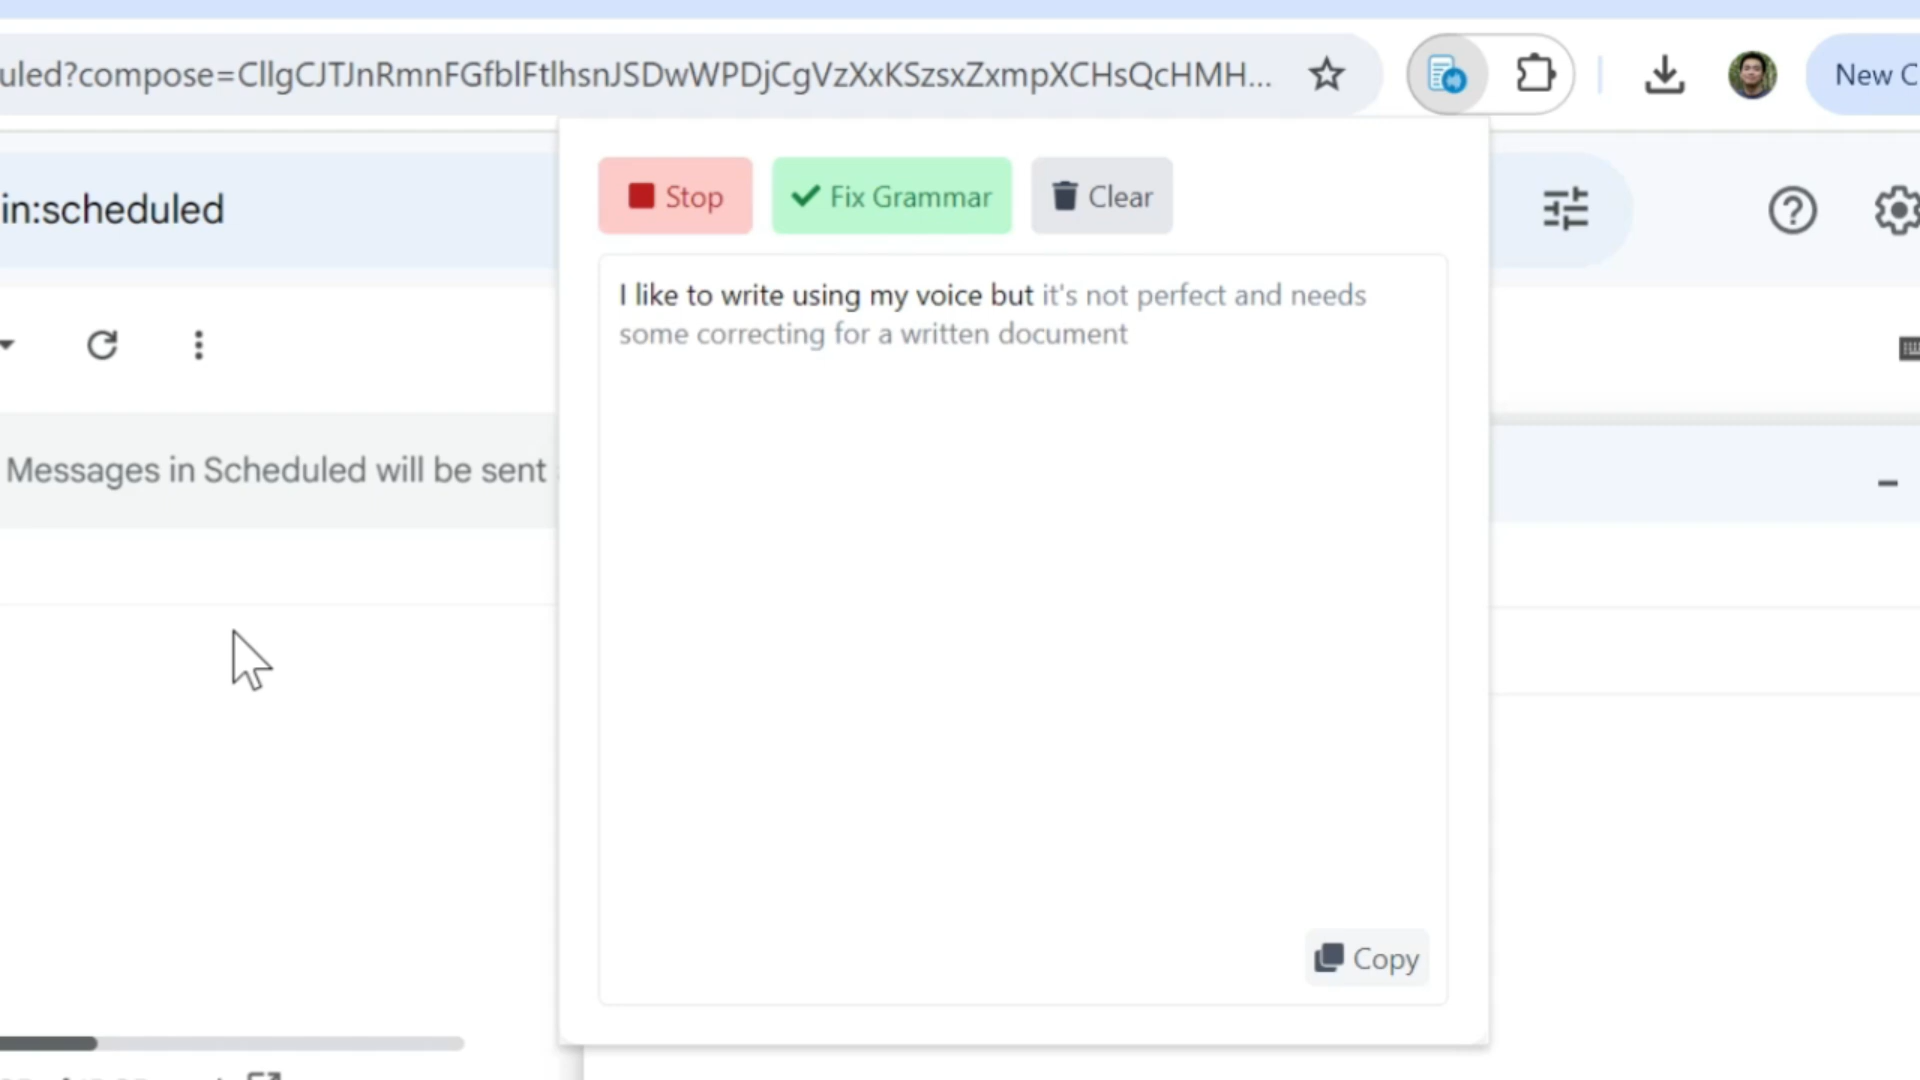 uled?compose=CllgCJTJnRmnFGfblFtlhsnJSDwWPDjCgVzXxKSzsxZxmpXCHsQcHMH...
New C
in:scheduled
Stop
Fix Grammar
Clear
I like to write using my voice but it's not perfect and needs
some correcting for a written document
Messages in Scheduled will be sent
Copy